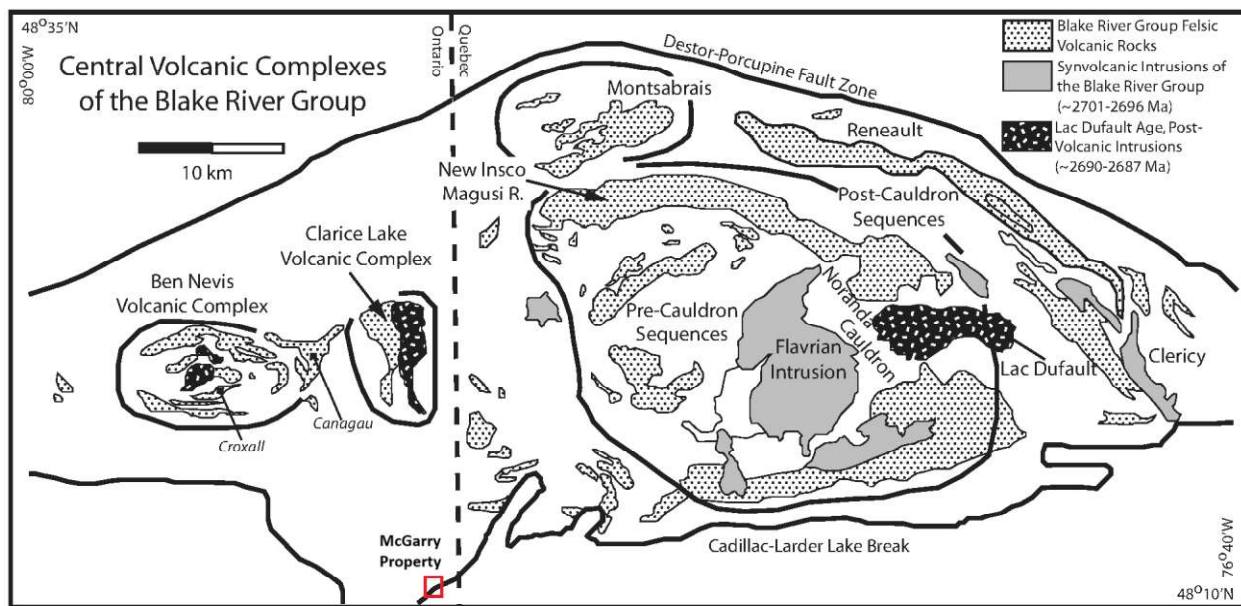 48°35'N
80°00'W
Central Volcanic Complexes
of the Blake River Group
10 km
Ontario
Quebec
Destor-Porcupine Fault Zone
Blake River Group Felsic
Volcanic Rocks
Synvolcanic Intrusions of
the Blake River Group
(~2701-2696 Ma)
Lac Dufault Age, Post-
Volcanic Intrusions
(~2690-2687 Ma)
Montsabrais
Reneault
New Insco
Magusi R.
Post-Cauldron
Sequences
Clarice Lake
Volcanic Complex
Ben Nevis
Volcanic Complex
Pre-Cauldron
Sequences
Noranda
Cauldron
Flavrian
Intrusion
Lac Dufault
Clericy
Canagau
Croxall
McGarry
Property
Cadillac-Larder Lake Break
76°40'W
48°10'N